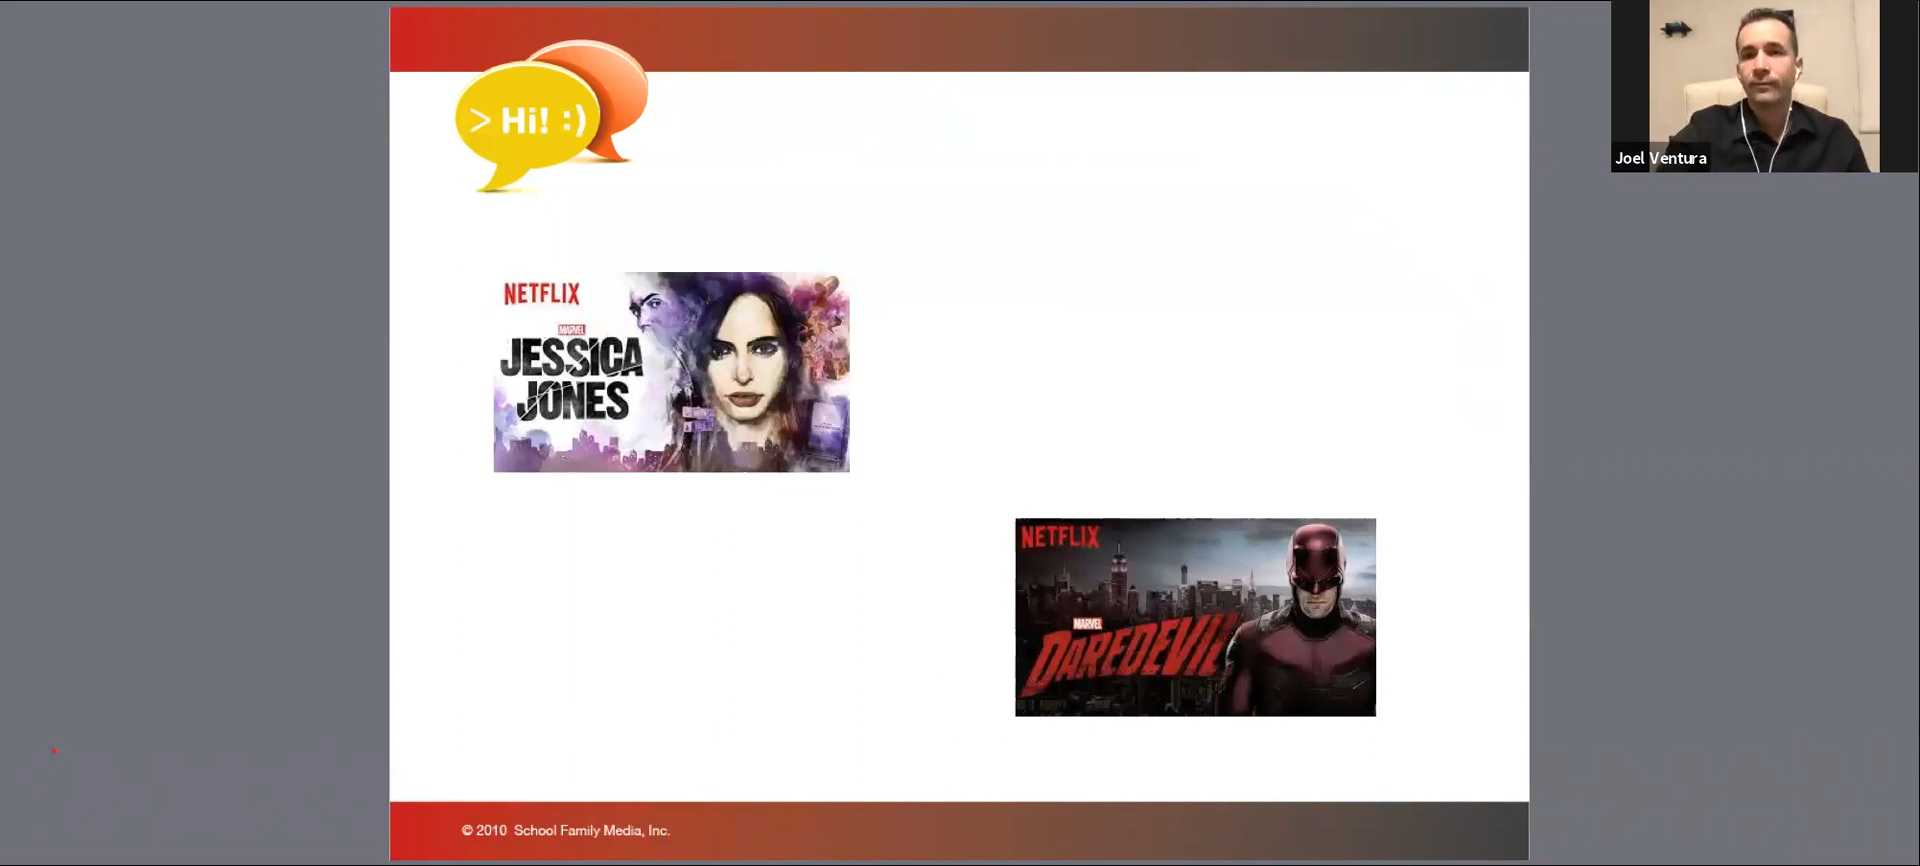 > Hi! :)
NETFLIX
MARVEL
JESSICA
JONES
NETFLIX
MARVEL
DAREDEVIL
© 2010 School Family Media, Inc.
Joel Ventura